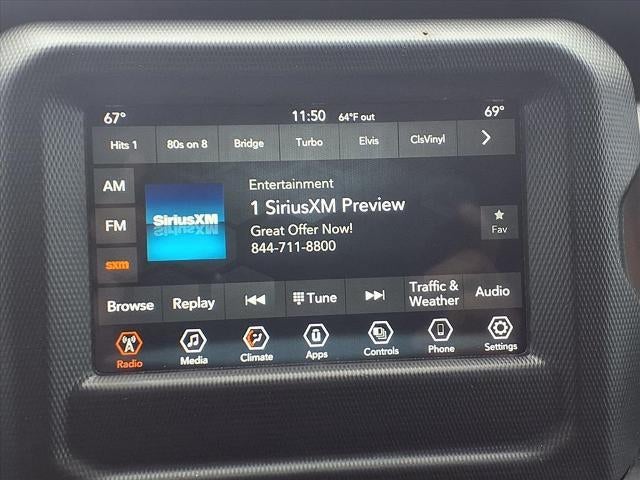 67° 11:50 64°F out 69°
Hits 1 80s on 8 Bridge Turbo Elvis ClsVinyl
AM
FM
sxm
SiriusXM
Entertainment
1 SiriusXM Preview
Great Offer Now!
844-711-8800
Fav
Browse Replay Tune Traffic & Weather Audio
Radio Media Climate Apps Controls Phone Settings